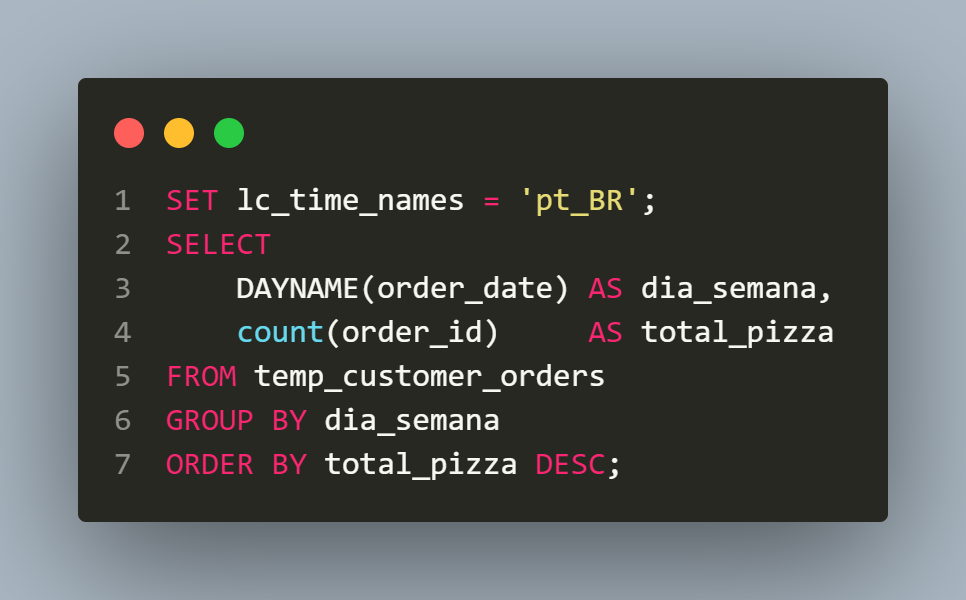 1 SET lc_time_names = 'pt_BR';
2 SELECT
3     DAYNAME(order_date) AS dia_semana,
4     count(order_id)     AS total_pizza
5 FROM temp_customer_orders
6 GROUP BY dia_semana
7 ORDER BY total_pizza DESC;